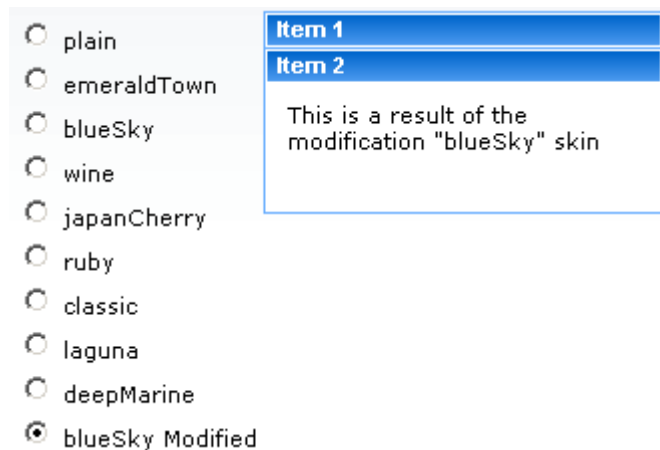 plain
emeraldTown
blueSky
wine
japanCherry
ruby
classic
laguna
deepMarine
blueSky Modified
Item 1
Item 2
This is a result of the
modification "blueSky" skin